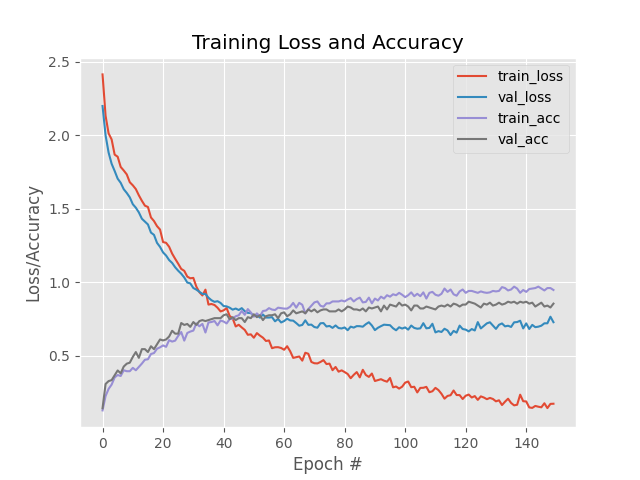 Training Loss and Accuracy
2.5
2.0
1.5
1.0
0.5
Loss/Accuracy
train_loss
val_loss
train_acc
val_acc
0 20 40 60 80 100 120 140
Epoch #